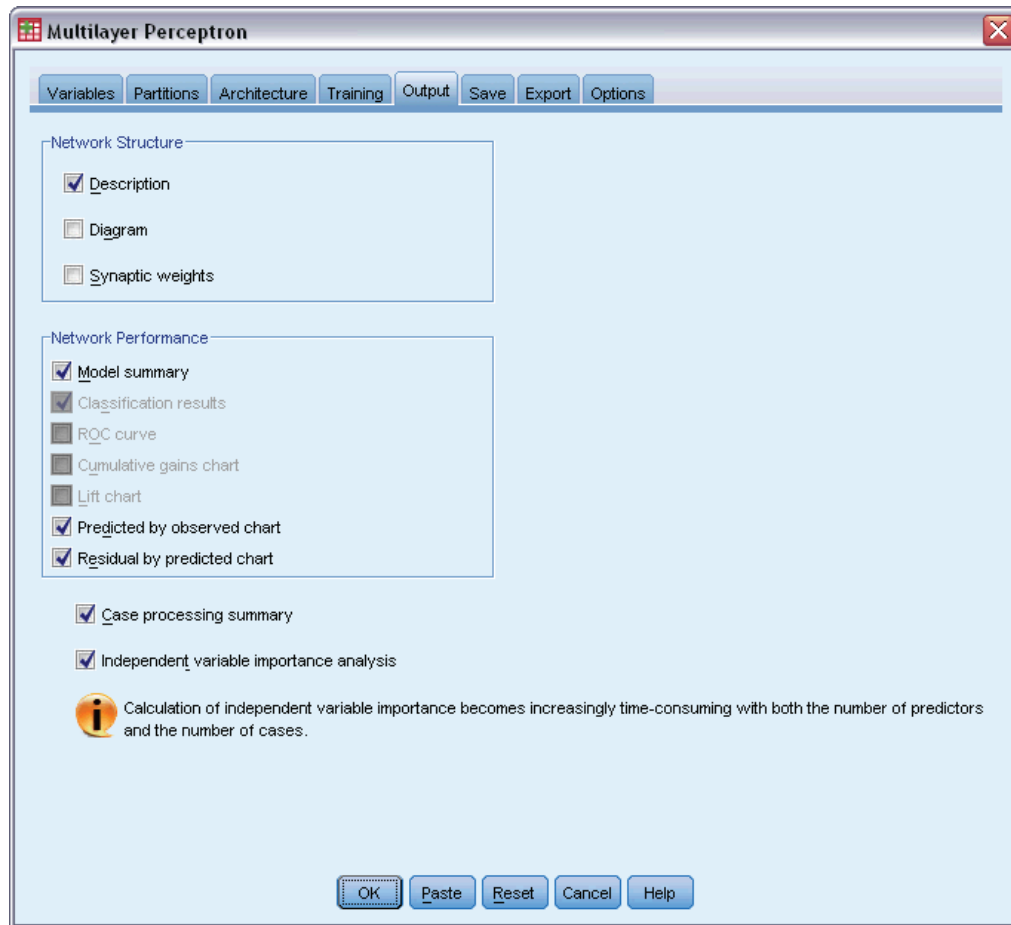 Multilayer Perceptron
Variables Partitions Architecture Training Output Save Export Options
Network Structure
Description
Diagram
Synaptic weights
Network Performance
Model summary
Classification results
ROC curve
Cumulative gains chart
Lift chart
Predicted by observed chart
Residual by predicted chart
Case processing summary
Independent variable importance analysis
Calculation of independent variable importance becomes increasingly time-consuming with both the number of predictors
and the number of cases.
OK Paste Reset Cancel Help